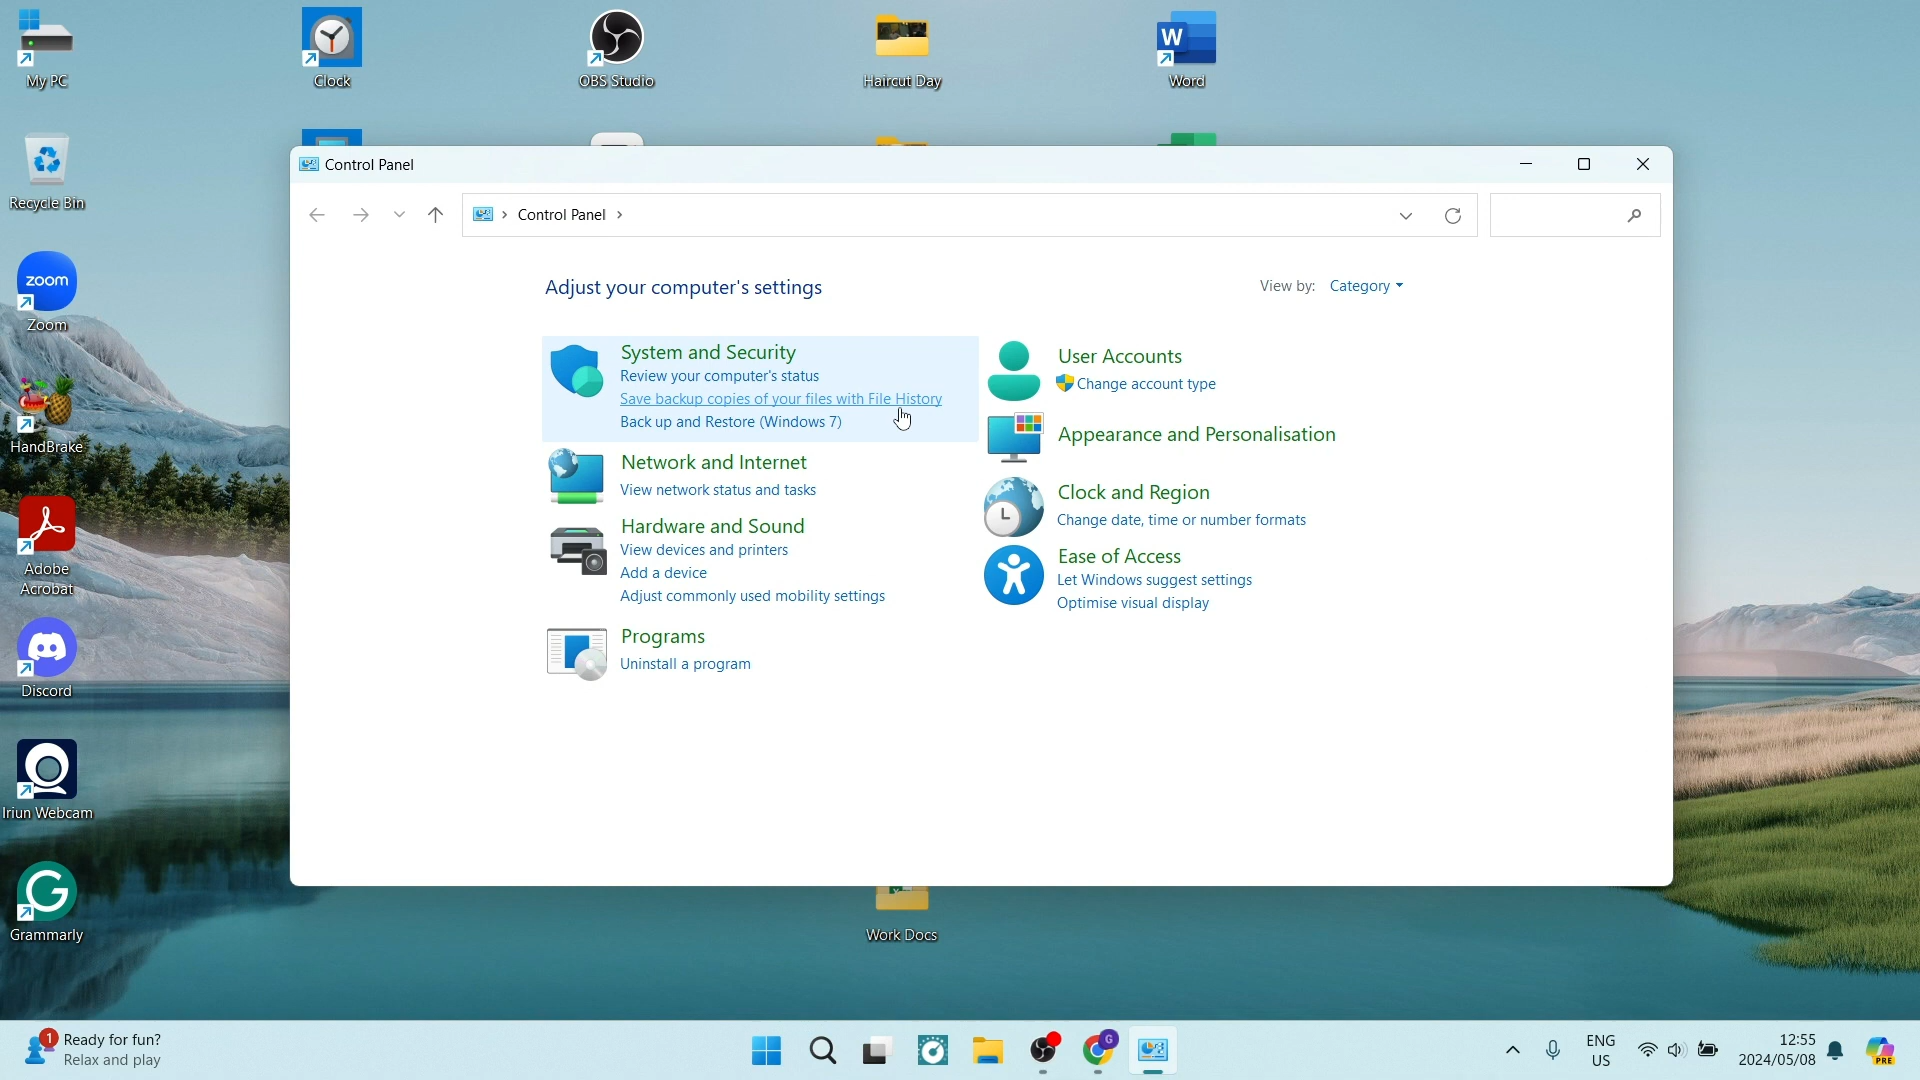 My PC
Clock
OBS Studio
Haircut Day
W
Word
Control Panel
Recycle Bin
Control Panel
Adjust your computer's settings
View by: Category
zoom
Zoom
System and Security
Review your computer's status
Save backup copies of your files with File History
Back up and Restore (Windows 7)
User Accounts
Change account type
HandBrake
Appearance and Personalisation
Network and Internet
View network status and tasks
Clock and Region
Change date, time or number formats
Hardware and Sound
View devices and printers
Add a device
Adjust commonly used mobility settings
Ease of Access
Let Windows suggest settings
Optimise visual display
Adobe
Acrobat
Programs
Uninstall a program
Discord
Iriun Webcam
Grammarly
Work Docs
1
Ready for fun?
Relax and play
G
ENG
US
12:55
2024/05/08
PRE